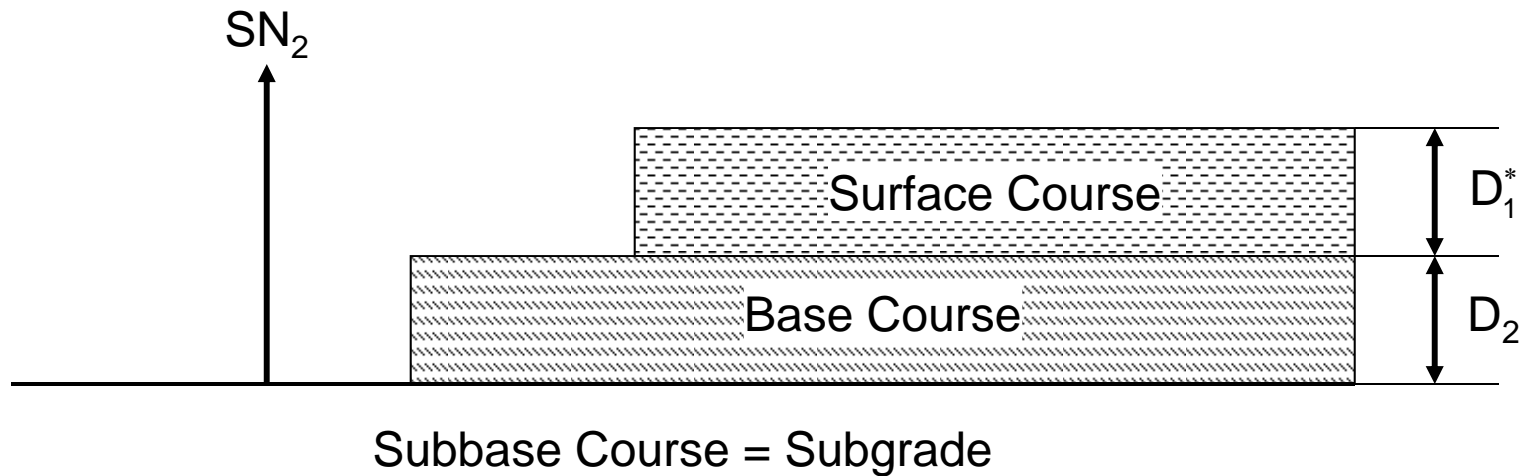 SN₂
Surface Course
D₁*
Base Course
D₂
Subbase Course = Subgrade